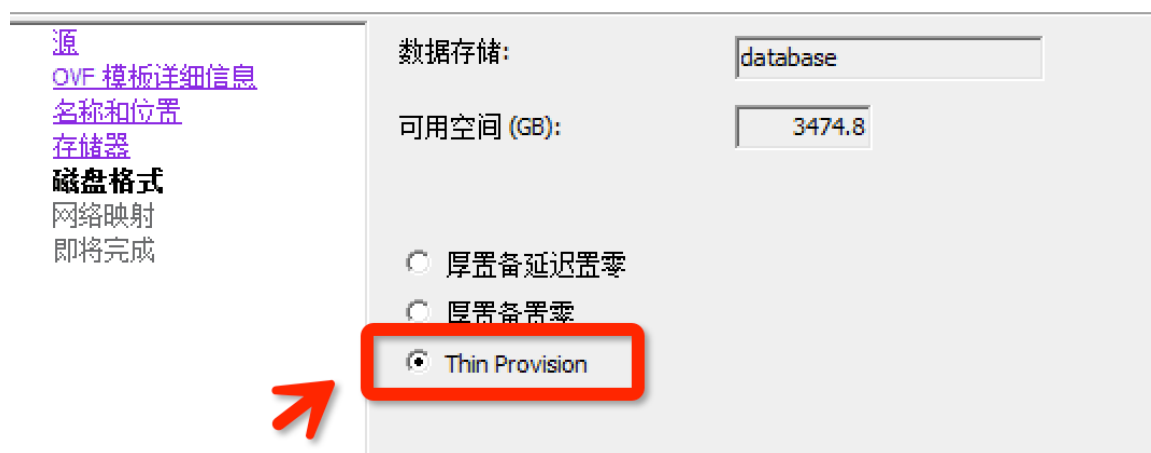 源
OVF 模板详细信息
名称和位置
存储器
磁盘格式
网络映射
即将完成
数据存储:
database
可用空间 (GB):
3474.8
厚置备延迟置零
厚置备置零
Thin Provision